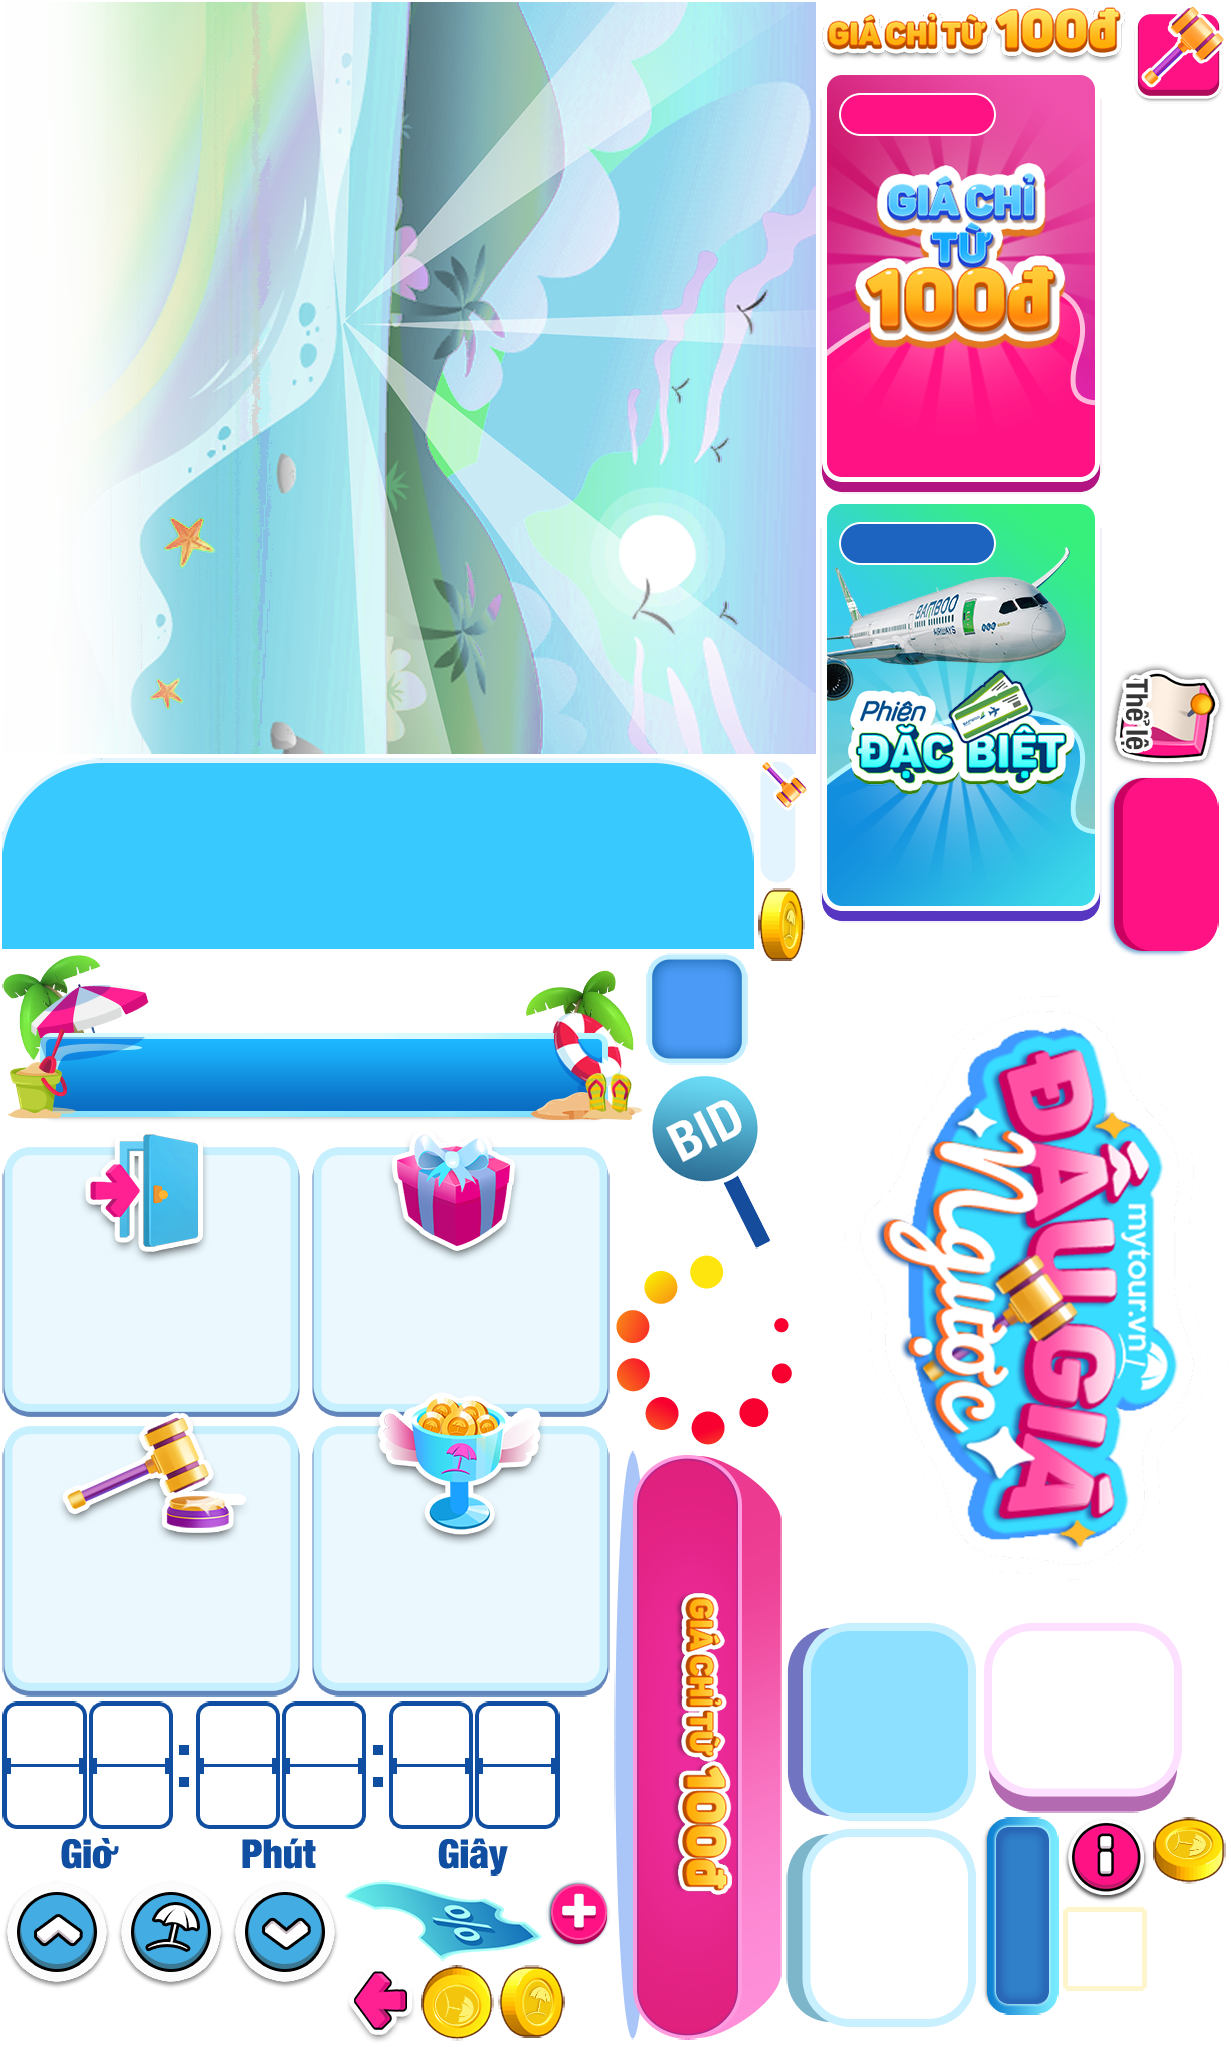 GIÁ CHỈ TỪ 100đ
GIÁ CHỈ
TỪ
100đ
BAMBOO
AIRWAYS
Phiên
ĐẶC BIỆT
Thể lệ
BID
ĐẤU GIÁ
Ngược
mytour.vn
GIÁ CHỈ TỪ 100đ
Giờ
Phút
Giây
%